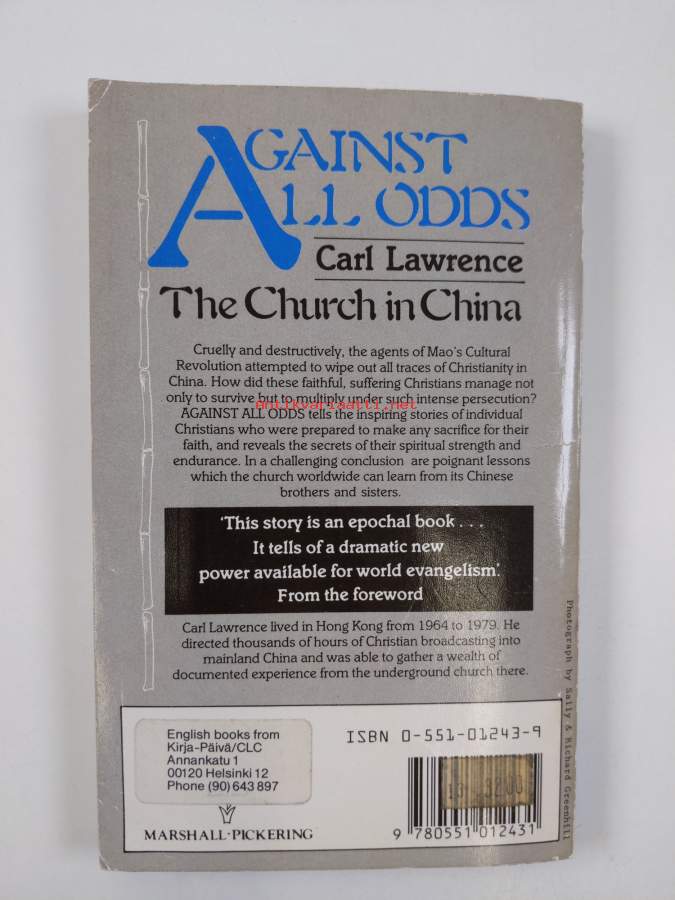 AGAINST
ALL ODDS
Carl Lawrence
The Church in China
Cruelly and destructively, the agents of Mao's Cultural
Revolution attempted to wipe out all traces of Christianity in
China. How did these faithful, suffering Christians manage not
only to survive but to multiply under such intense persecution?
antikvariaatti.net
AGAINST ALL ODDS tells the inspiring stories of individual
Christians who were prepared to make any sacrifice for their
faith, and reveals the secrets of their spiritual strength and
endurance. In a challenging conclusion are poignant lessons
which the church worldwide can learn from its Chinese
brothers and sisters.
'This story is an epochal book . . .
It tells of a dramatic new
power available for world evangelism'.
From the foreword
Carl Lawrence lived in Hong Kong from 1964 to 1979. He
directed thousands of hours of Christian broadcasting into
mainland China and was able to gather a wealth of
documented experience from the underground church there.
Photograph by Sally & Richard Greenhill
English books from
Kirja-Päivä/CLC
Annankatu 1
00120 Helsinki 12
Phone (90) 643 897
MARSHALL·PICKERING
ISBN 0-551-01243-9
9 780551 012431